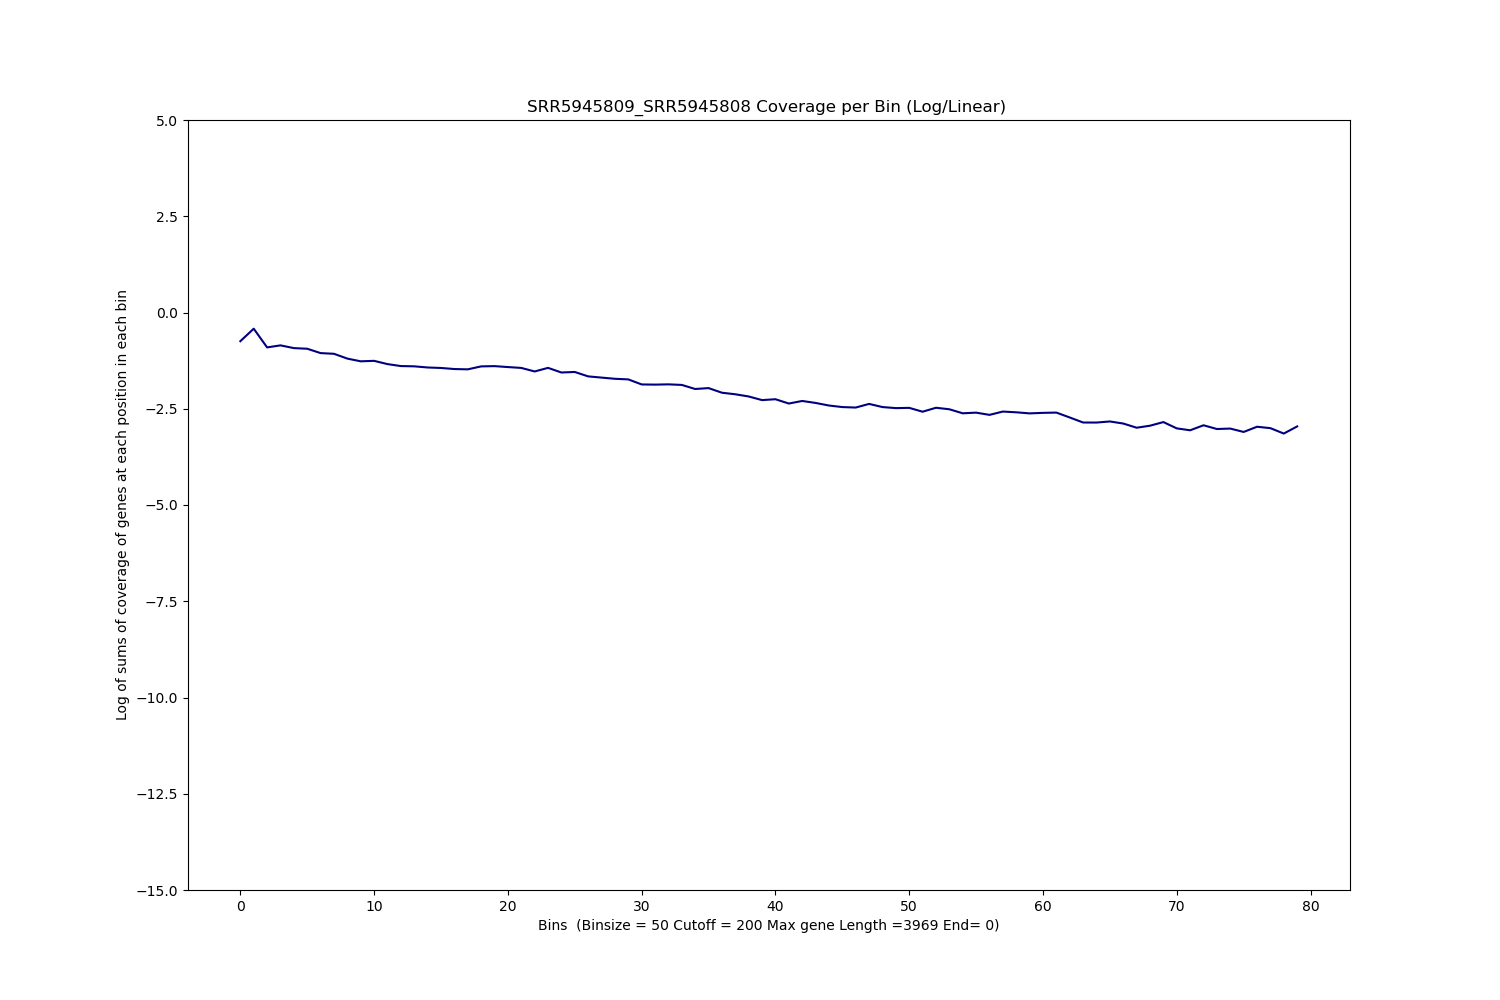 SRR5945809_SRR5945808 Coverage per Bin (Log/Linear)
Log of sums of coverage of genes at each position in each bin
5.0
2.5
0.0
−2.5
−5.0
−7.5
−10.0
−12.5
−15.0
0 10 20 30 40 50 60 70 80
Bins  (Binsize = 50 Cutoff = 200 Max gene Length =3969 End= 0)